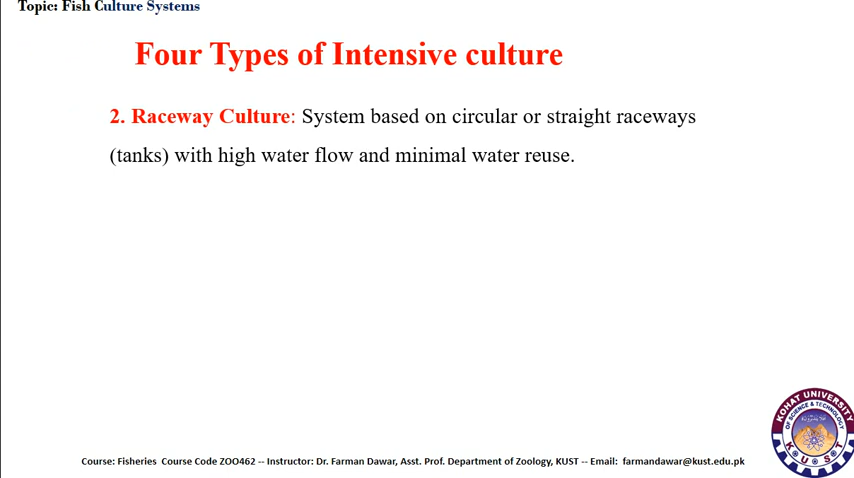 Topic: Fish Culture Systems
Four Types of Intensive culture
2. Raceway Culture: System based on circular or straight raceways
(tanks) with high water flow and minimal water reuse.
KOHAT UNIVERSITY
OF SCIENCE & TECHNOLOGY
K.U.S.T
Course: Fisheries Course Code ZOO462 -- Instructor: Dr. Farman Dawar, Asst. Prof. Department of Zoology, KUST -- Email: farmandawar@kust.edu.pk